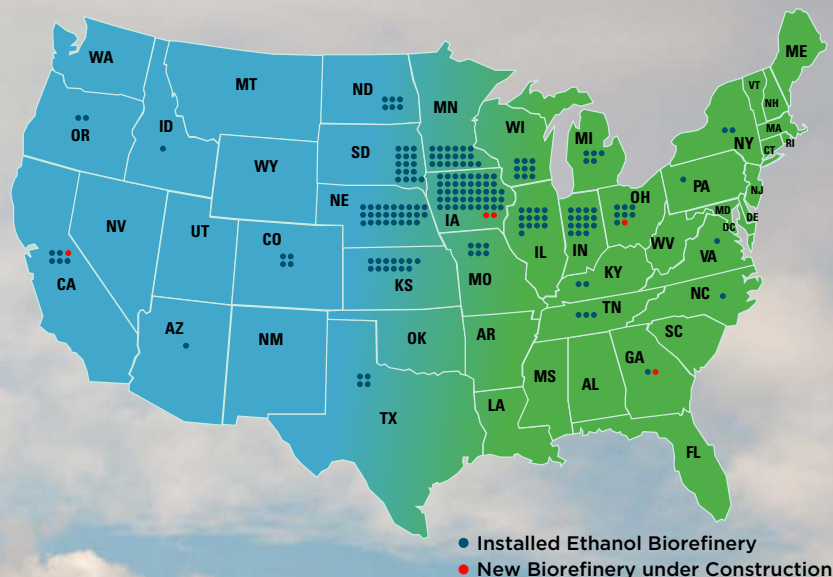 WA
MT
ND
MN
ME
VT
NH
OR
ID
WY
SD
WI
MI
NY
MA
CT
RI
NV
UT
CO
NE
IA
IL
IN
OH
PA
NJ
MD
DE
DC
WV
VA
CA
KS
MO
KY
TN
NC
AZ
NM
OK
AR
SC
GA
MS
AL
TX
LA
FL
Installed Ethanol Biorefinery
New Biorefinery under Construction